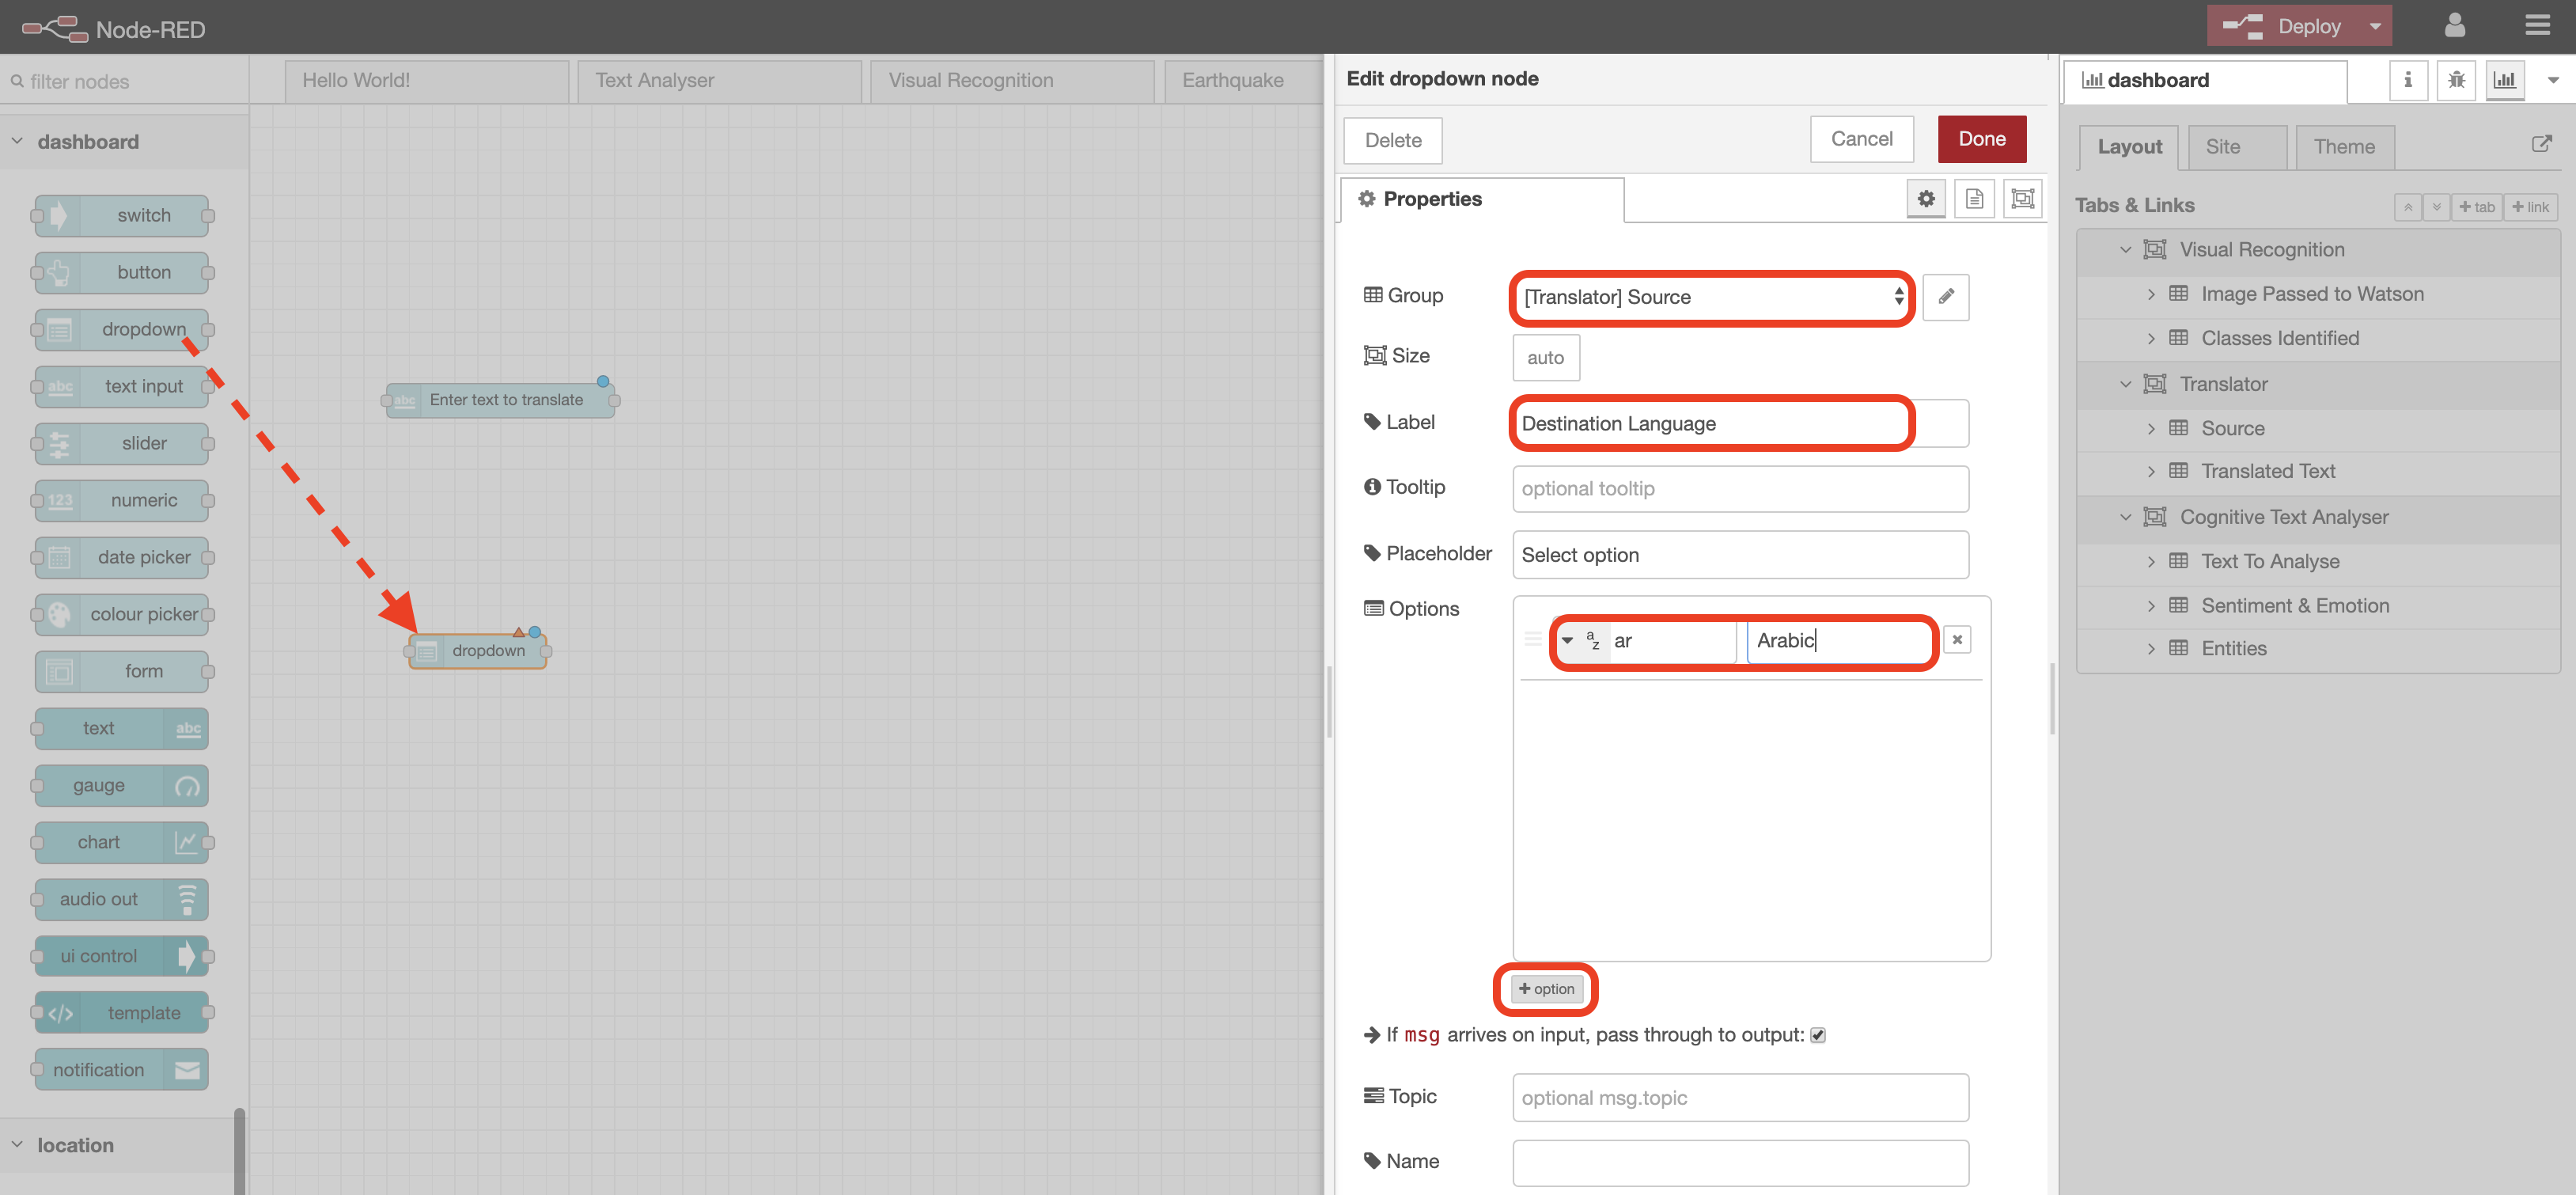 Node-RED
Deploy
filter nodes
Hello World!
Text Analyser
Visual Recognition
Earthquake
dashboard
switch
button
dropdown
abc text input
slider
123 numeric
date picker
colour picker
form
text abc
gauge
chart
audio out
ui control
</> template
notification
location
abc Enter text to translate
dropdown
Edit dropdown node
Delete
Cancel
Done
Properties
Group
[Translator] Source
Size
auto
Label
Destination Language
Tooltip
optional tooltip
Placeholder
Select option
Options
a z ar
Arabic
+ option
If msg arrives on input, pass through to output:
Topic
optional msg.topic
Name
dashboard
i
Layout
Site
Theme
Tabs & Links
+ tab
+ link
Visual Recognition
Image Passed to Watson
Classes Identified
Translator
Source
Translated Text
Cognitive Text Analyser
Text To Analyse
Sentiment & Emotion
Entities